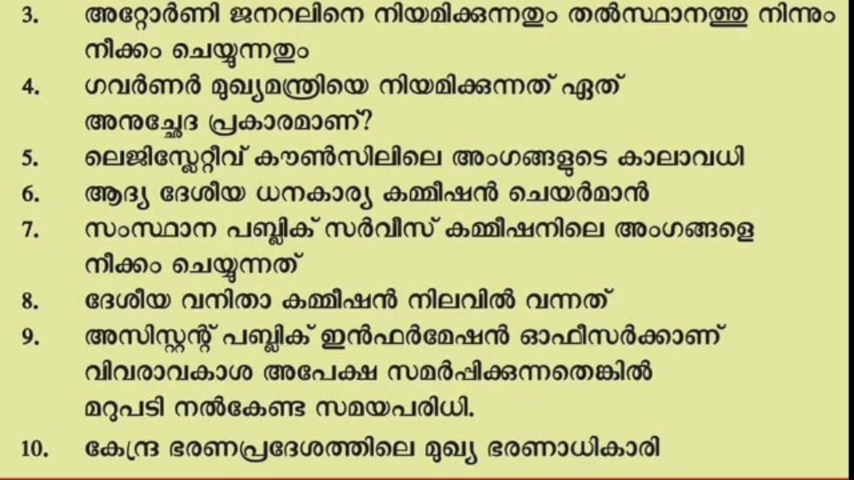 3. അറ്റോർണി ജനറലിനെ നിയമിക്കുന്നതും തൽസ്ഥാനത്തു നിന്നും
നീക്കം ചെയ്യുന്നതും
4. ഗവർണർ മുഖ്യമന്ത്രിയെ നിയമിക്കുന്നത് ഏത്
അനുച്ഛേദ പ്രകാരമാണ്?
5. ലെജിസ്ലേറ്റീവ് കൗൺസിലിലെ അംഗങ്ങളുടെ കാലാവധി
6. ആദ്യ ദേശീയ ധനകാര്യ കമ്മീഷൻ ചെയർമാൻ
7. സംസ്ഥാന പബ്ലിക് സർവീസ് കമ്മീഷനിലെ അംഗങ്ങളെ
നീക്കം ചെയ്യുന്നത്
8. ദേശീയ വനിതാ കമ്മീഷൻ നിലവിൽ വന്നത്
9. അസിസ്റ്റന്റ് പബ്ലിക് ഇൻഫർമേഷൻ ഓഫീസർക്കാണ്
വിവരാവകാശ അപേക്ഷ സമർപ്പിക്കുന്നതെങ്കിൽ
മറുപടി നൽകേണ്ട സമയപരിധി.
10. കേന്ദ്ര ഭരണപ്രദേശത്തിലെ മുഖ്യ ഭരണാധികാരി